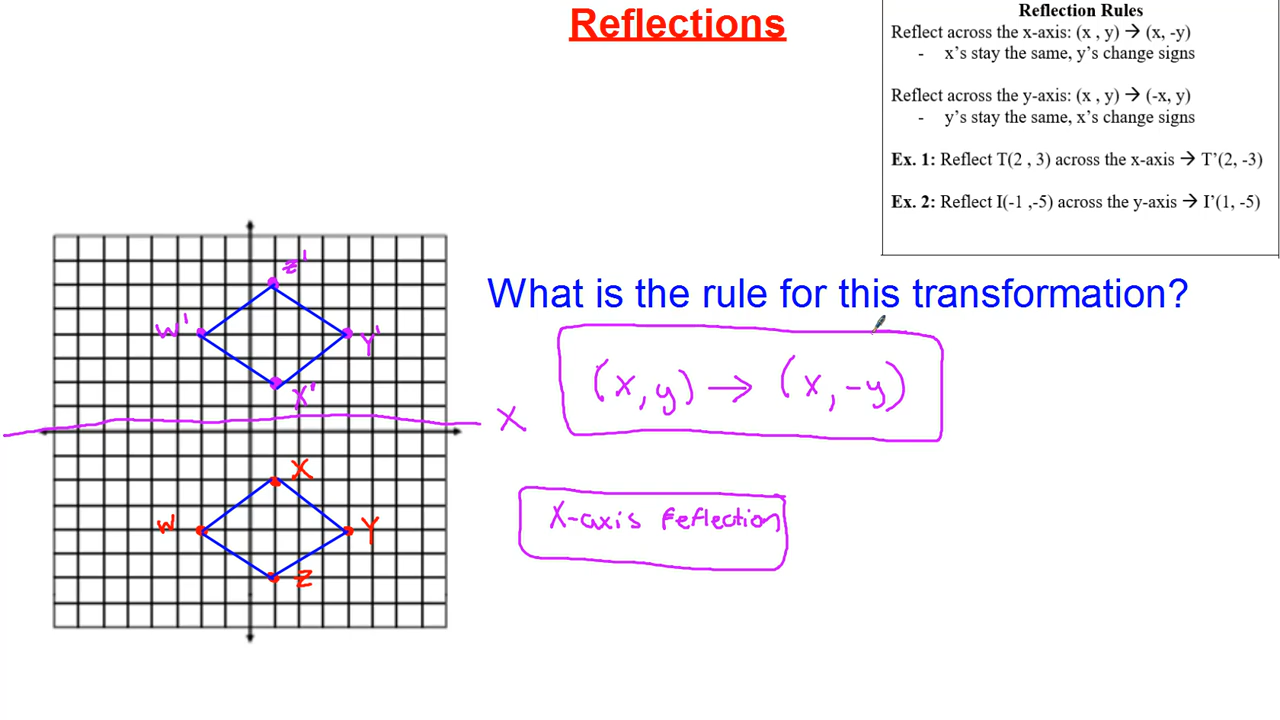 Reflections
Reflection Rules
Reflect across the x-axis: (x , y) → (x, -y)
- x's stay the same, y's change signs
Reflect across the y-axis: (x , y) → (-x, y)
- y's stay the same, x's change signs
Ex. 1: Reflect T(2 , 3) across the x-axis → T'(2, -3)
Ex. 2: Reflect I(-1 ,-5) across the y-axis → I'(1, -5)
What is the rule for this transformation?
(x,y) → (x,-y)
X-axis reflection
Z'
W'
Y'
X'
X
X
W
Y
Z